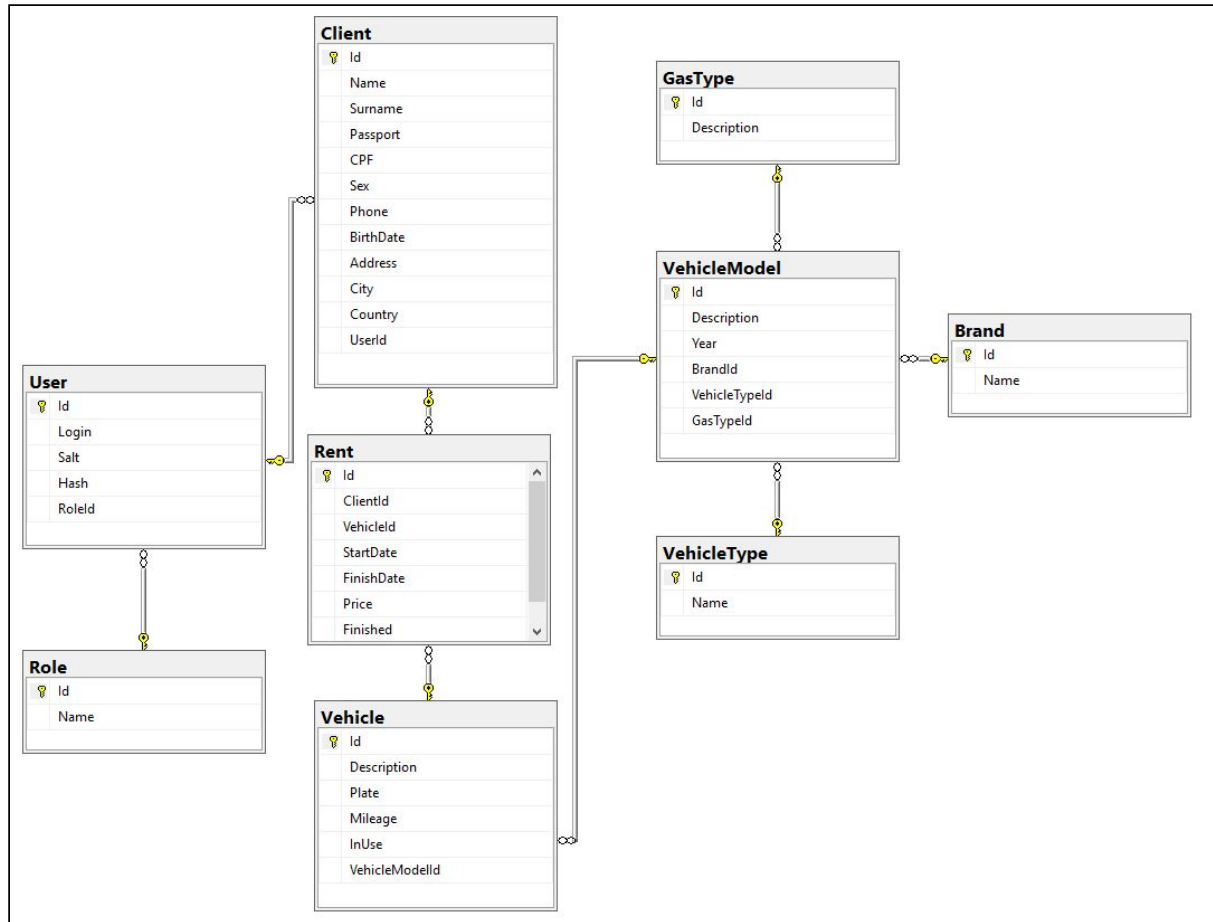 Client
Id
Name
Surname
Passport
CPF
Sex
Phone
BirthDate
Address
City
Country
UserId
GasType
Id
Description
VehicleModel
Id
Description
Year
BrandId
VehicleTypeId
GasTypeId
Brand
Id
Name
User
Id
Login
Salt
Hash
RoleId
Rent
Id
ClientId
VehicleId
StartDate
FinishDate
Price
Finished
VehicleType
Id
Name
Role
Id
Name
Vehicle
Id
Description
Plate
Mileage
InUse
VehicleModelId